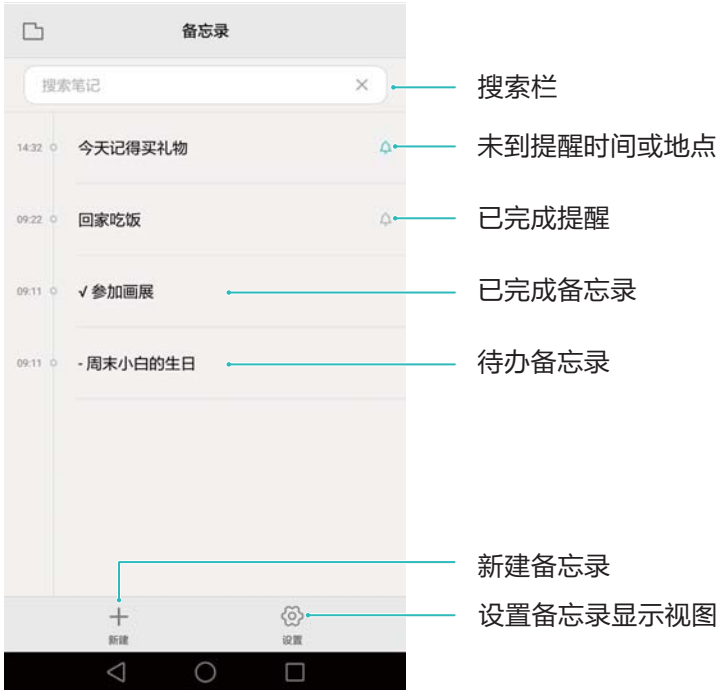 备忘录
搜索笔记
搜索栏
14:32 今天记得买礼物
未到提醒时间或地点
09:22 回家吃饭
已完成提醒
09:11 √ 参加画展
已完成备忘录
09:11 - 周末小白的生日
待办备忘录
新建备忘录
设置备忘录显示视图
新建
设置